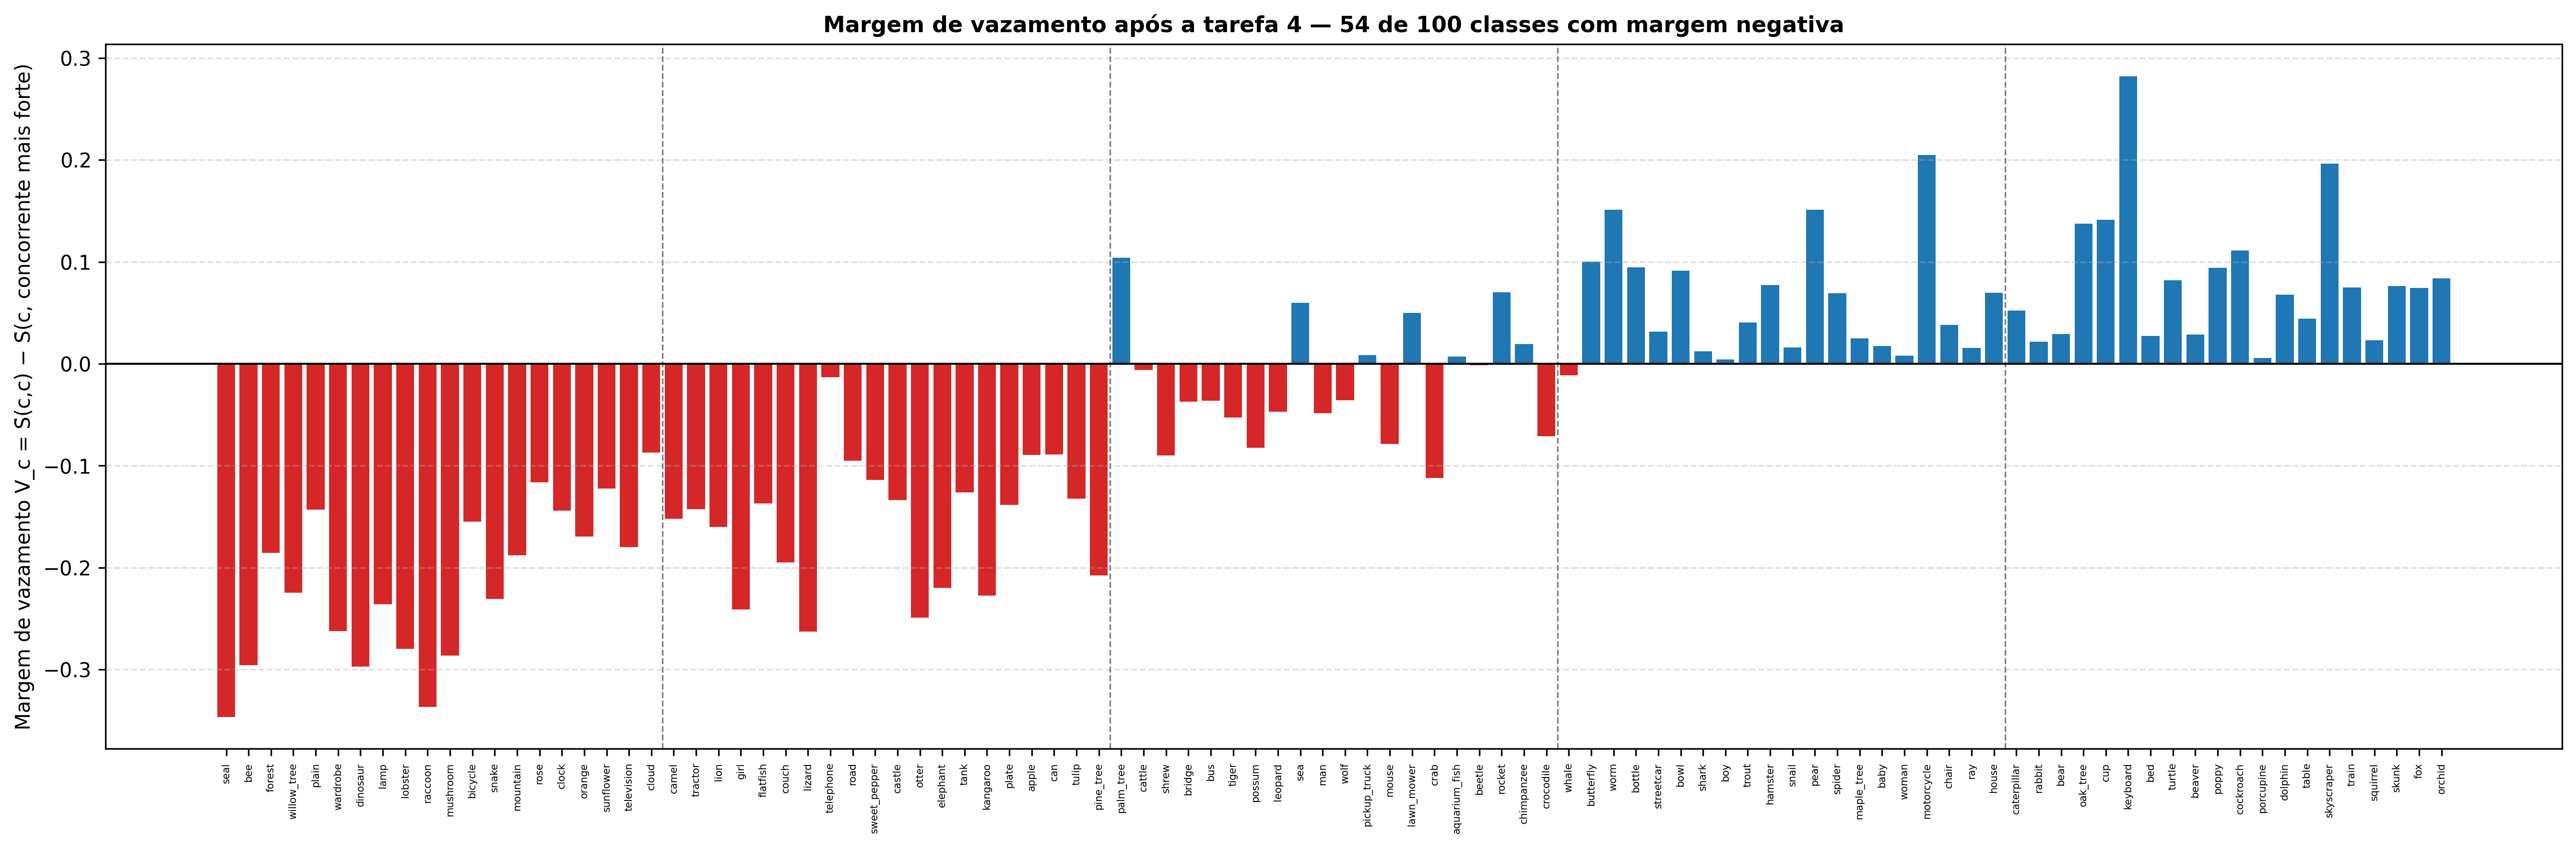 Margem de vazamento após a tarefa 4 — 54 de 100 classes com margem negativa
Margem de vazamento V_c = S(c,c) − S(c, concorrente mais forte)
0.3
0.2
0.1
0.0
−0.1
−0.2
−0.3
seal
bee
forest
willow_tree
plain
wardrobe
dinosaur
lamp
lobster
raccoon
mushroom
bicycle
snake
mountain
rose
clock
orange
sunflower
television
cloud
camel
tractor
lion
girl
flatfish
couch
lizard
telephone
road
sweet_pepper
castle
otter
elephant
tank
kangaroo
plate
apple
can
tulip
pine_tree
palm_tree
cattle
shrew
bridge
bus
tiger
possum
leopard
sea
man
wolf
pickup_truck
mouse
lawn_mower
crab
aquarium_fish
beetle
rocket
chimpanzee
crocodile
whale
butterfly
worm
bottle
streetcar
bowl
shark
boy
trout
hamster
snail
pear
spider
maple_tree
baby
woman
motorcycle
chair
ray
house
caterpillar
rabbit
bear
oak_tree
cup
keyboard
bed
turtle
beaver
poppy
cockroach
porcupine
dolphin
table
skyscraper
train
squirrel
skunk
fox
orchid